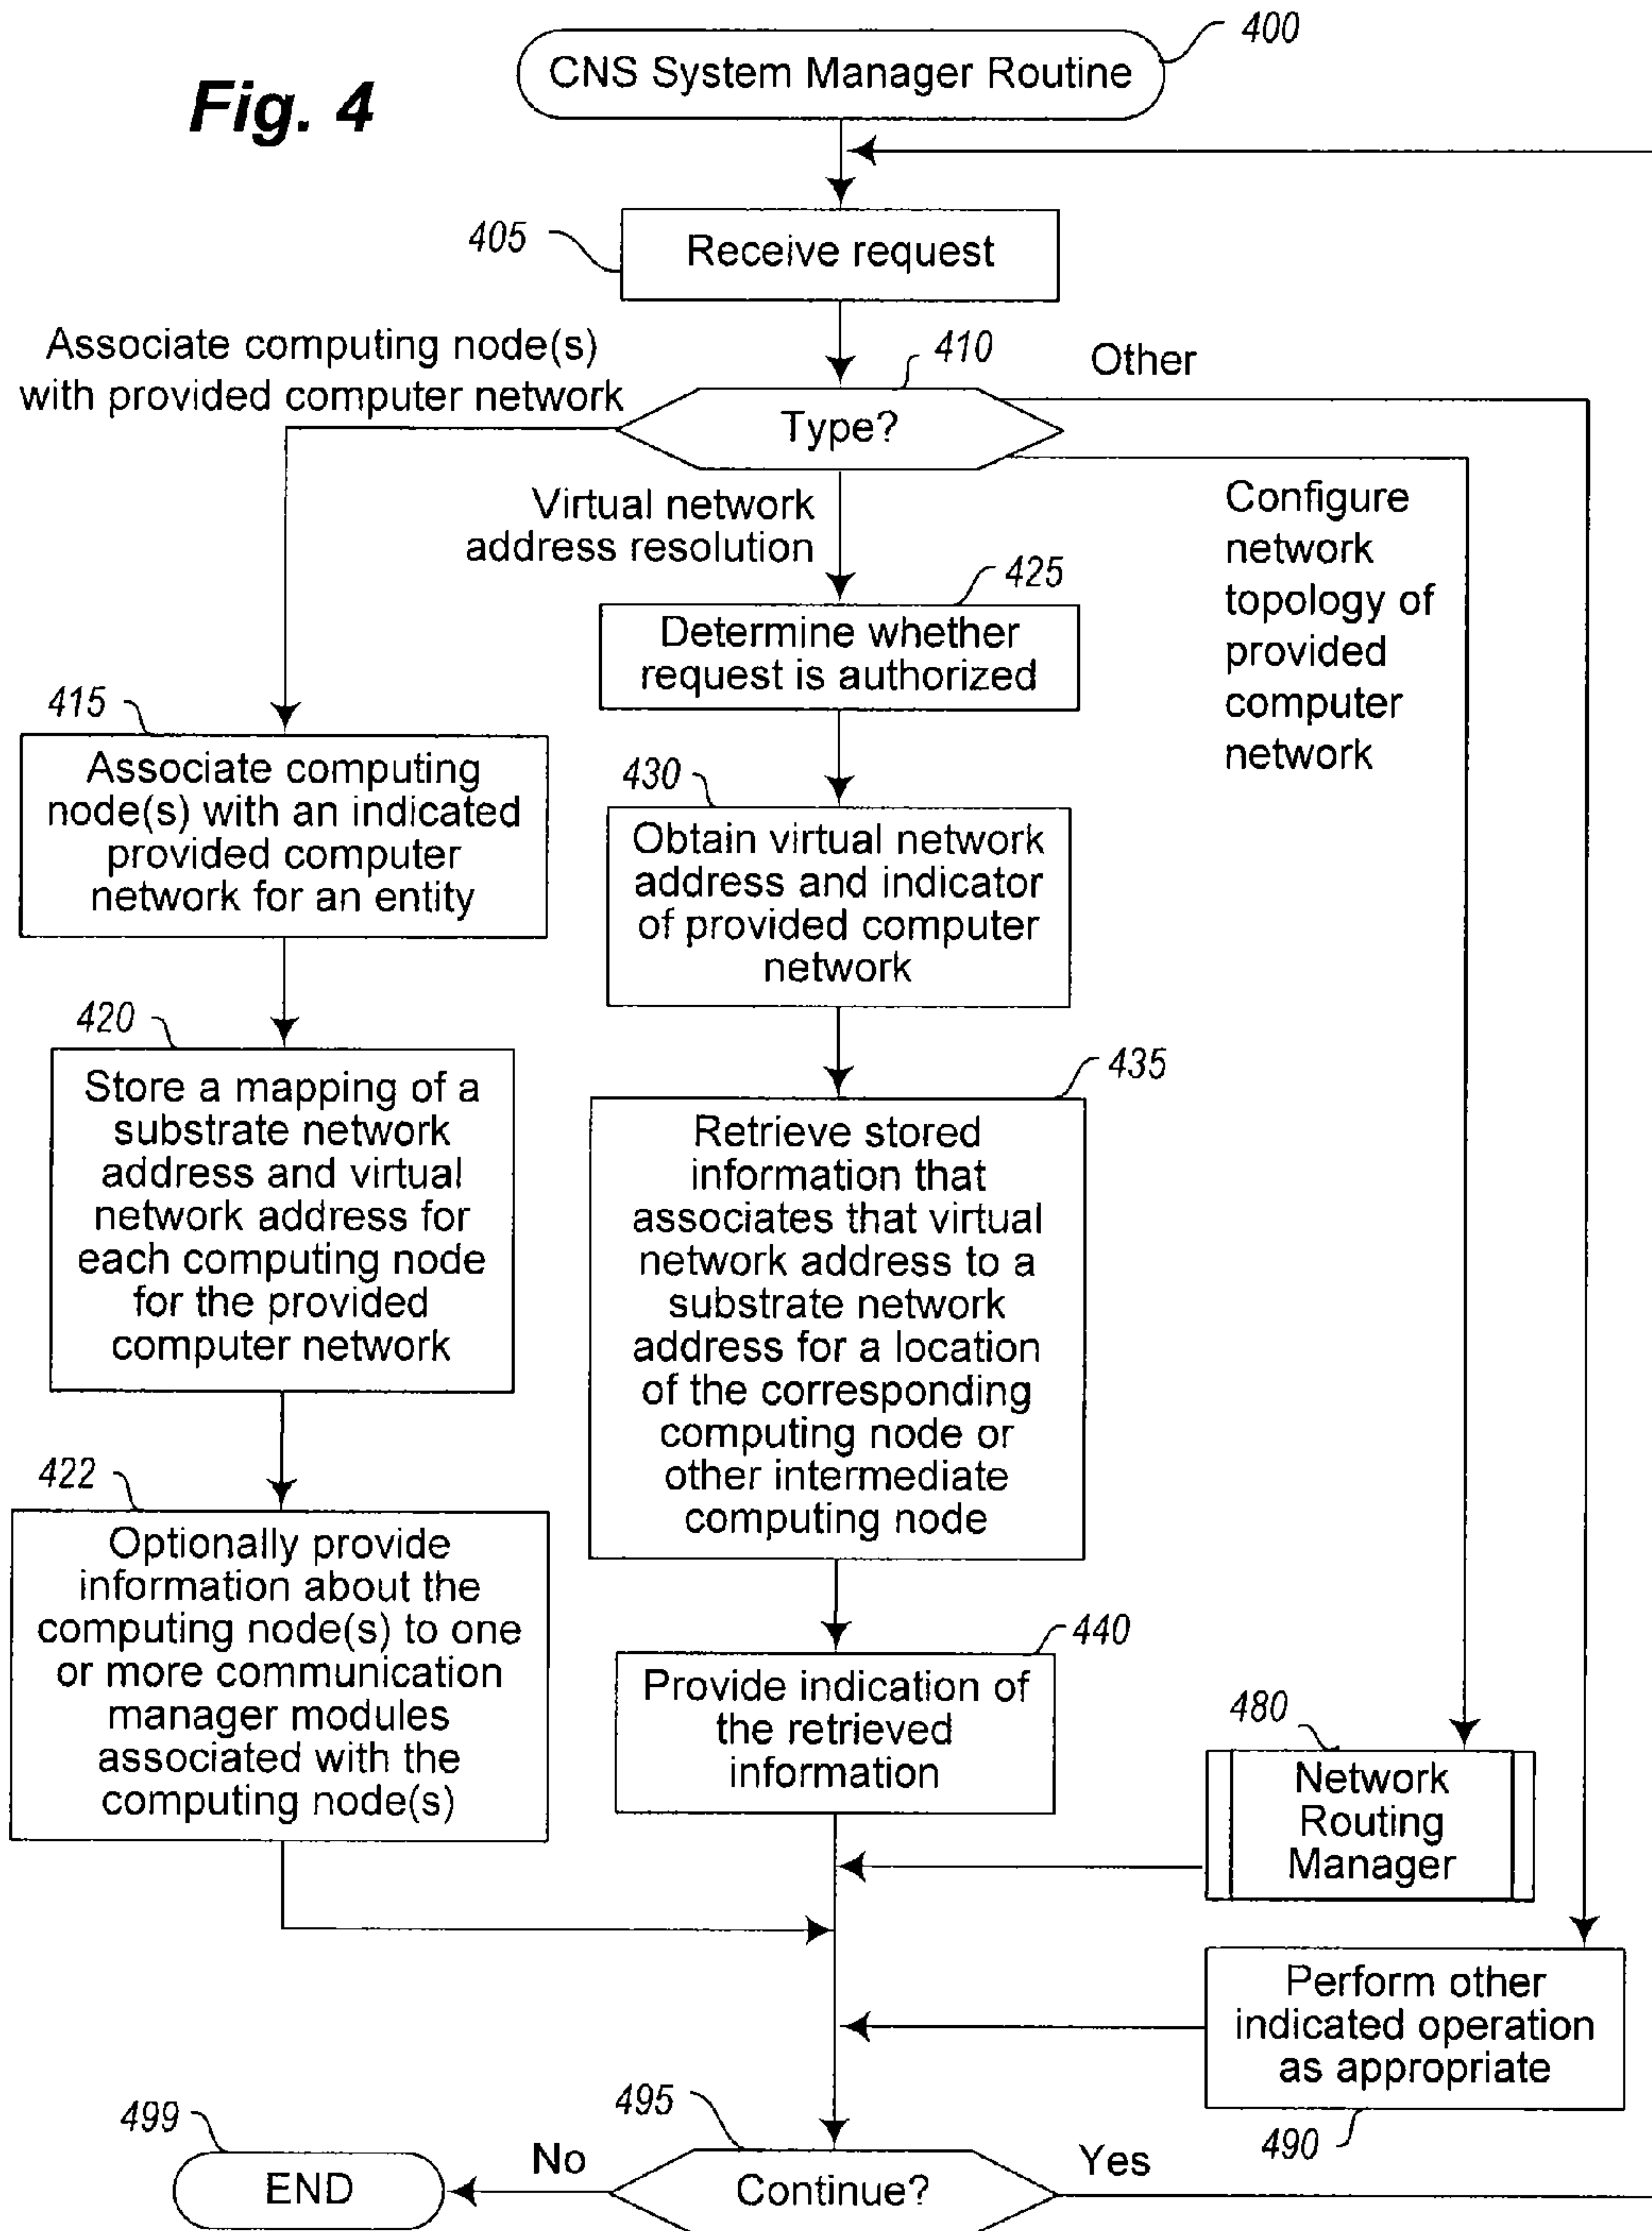 Fig. 4
400
CNS System Manager Routine
405
Receive request
Associate computing node(s)
with provided computer network
410
Other
Type?
Virtual network
address resolution
Configure
network
topology of
provided
computer
network
425
Determine whether
request is authorized
415
Associate computing
node(s) with an indicated
provided computer
network for an entity
430
Obtain virtual network
address and indicator
of provided computer
network
420
Store a mapping of a
substrate network
address and virtual
network address for
each computing node
for the provided
computer network
435
Retrieve stored
information that
associates that virtual
network address to a
substrate network
address for a location
of the corresponding
computing node or
other intermediate
computing node
422
Optionally provide
information about the
computing node(s) to one
or more communication
manager modules
associated with the
computing node(s)
440
Provide indication of
the retrieved
information
480
Network
Routing
Manager
Perform other
indicated operation
as appropriate
490
495
Continue?
Yes
No
499
END